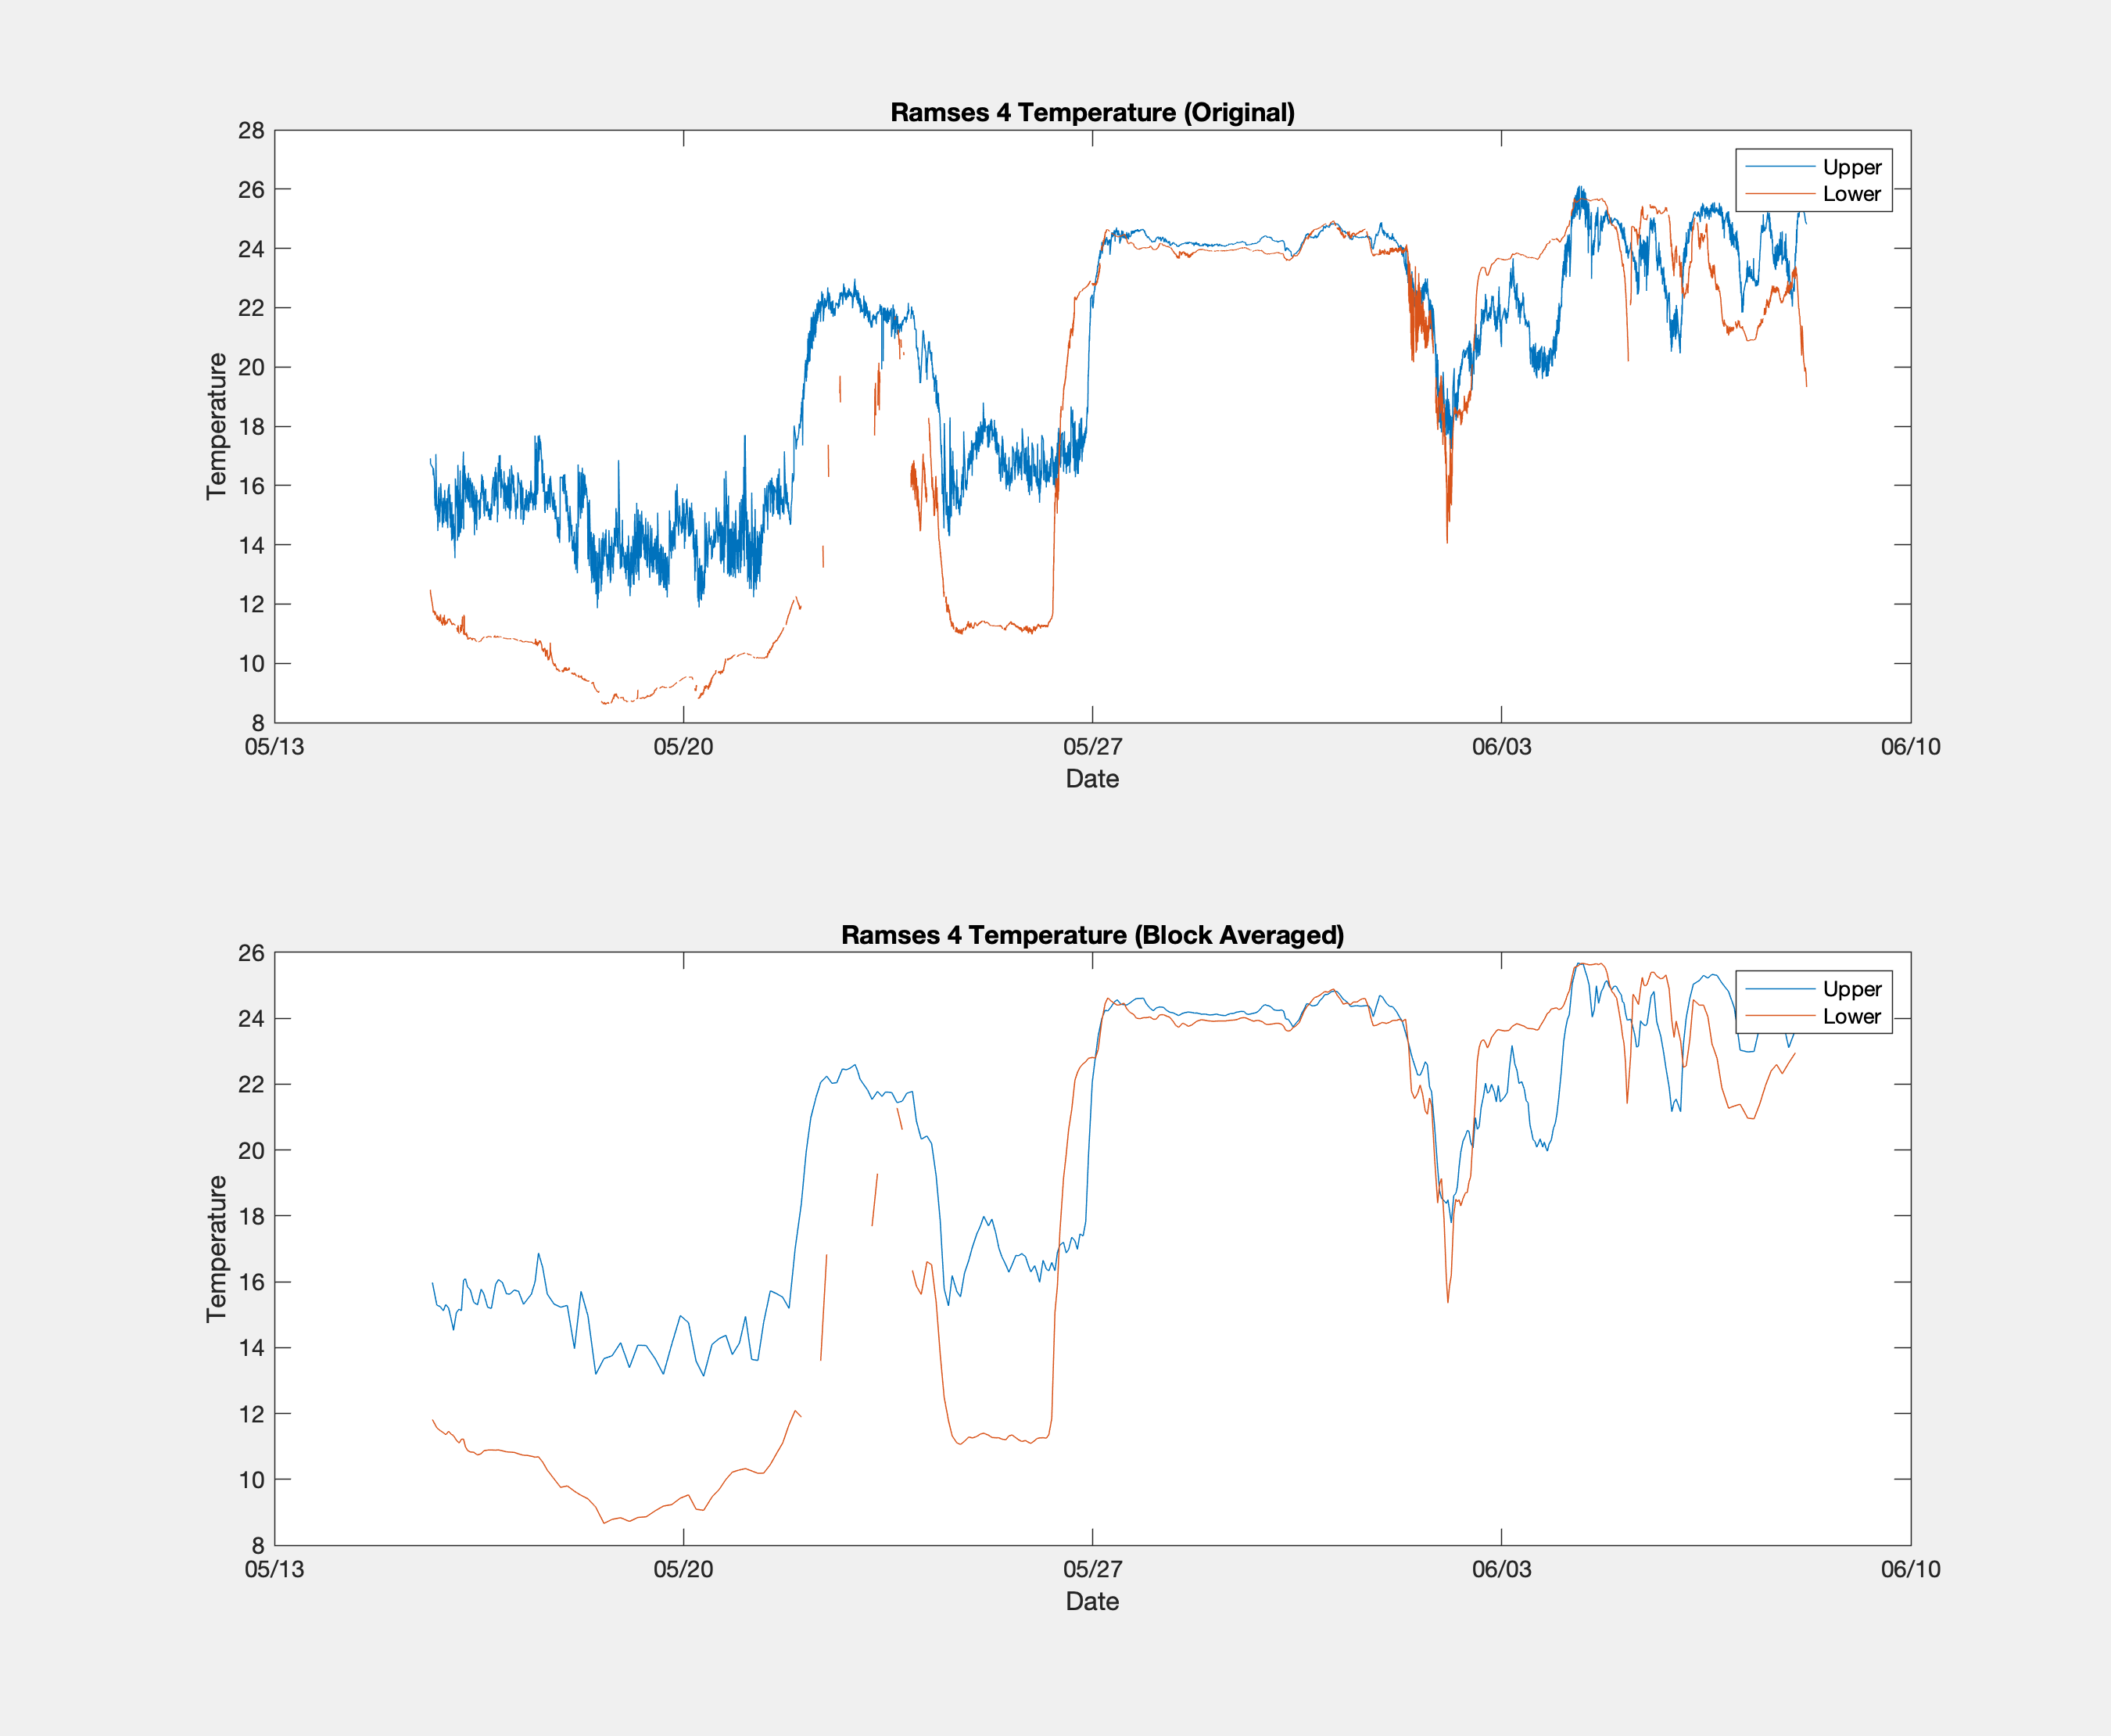 Ramses 4 Temperature (Original)
28
26
24
22
20
18
16
14
12
10
8
Temperature
Upper
Lower
05/13 05/20 05/27 06/03 06/10
Date
Ramses 4 Temperature (Block Averaged)
26
24
22
20
18
16
14
12
10
8
Temperature
Upper
Lower
05/13 05/20 05/27 06/03 06/10
Date